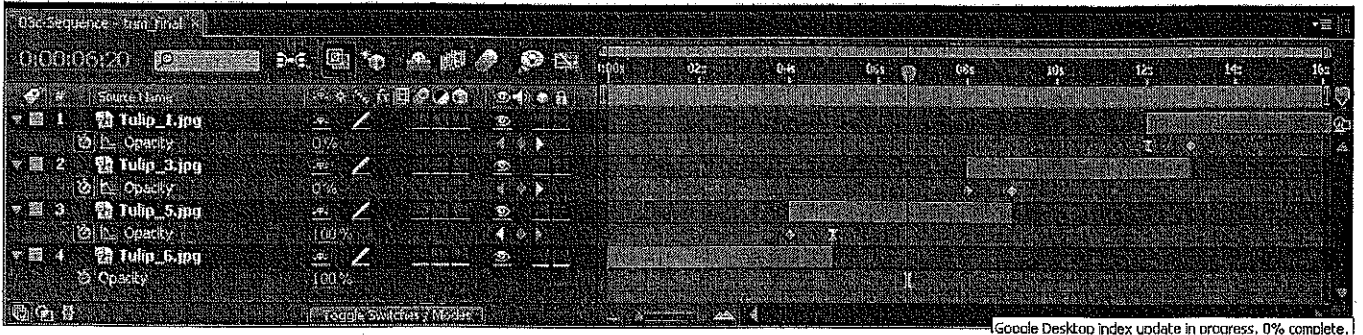 03c-Sequence - trim_final
0:00:06:20
0:00s 02s 04s 06s 08s 10s 12s 14s 16s
# Source Name
1 Tulip_1.jpg
Opacity 0%
2 Tulip_3.jpg
Opacity 0%
3 Tulip_5.jpg
Opacity 100%
4 Tulip_6.jpg
Opacity 100%
Toggle Switches / Modes
Google Desktop index update in progress. 0% complete.